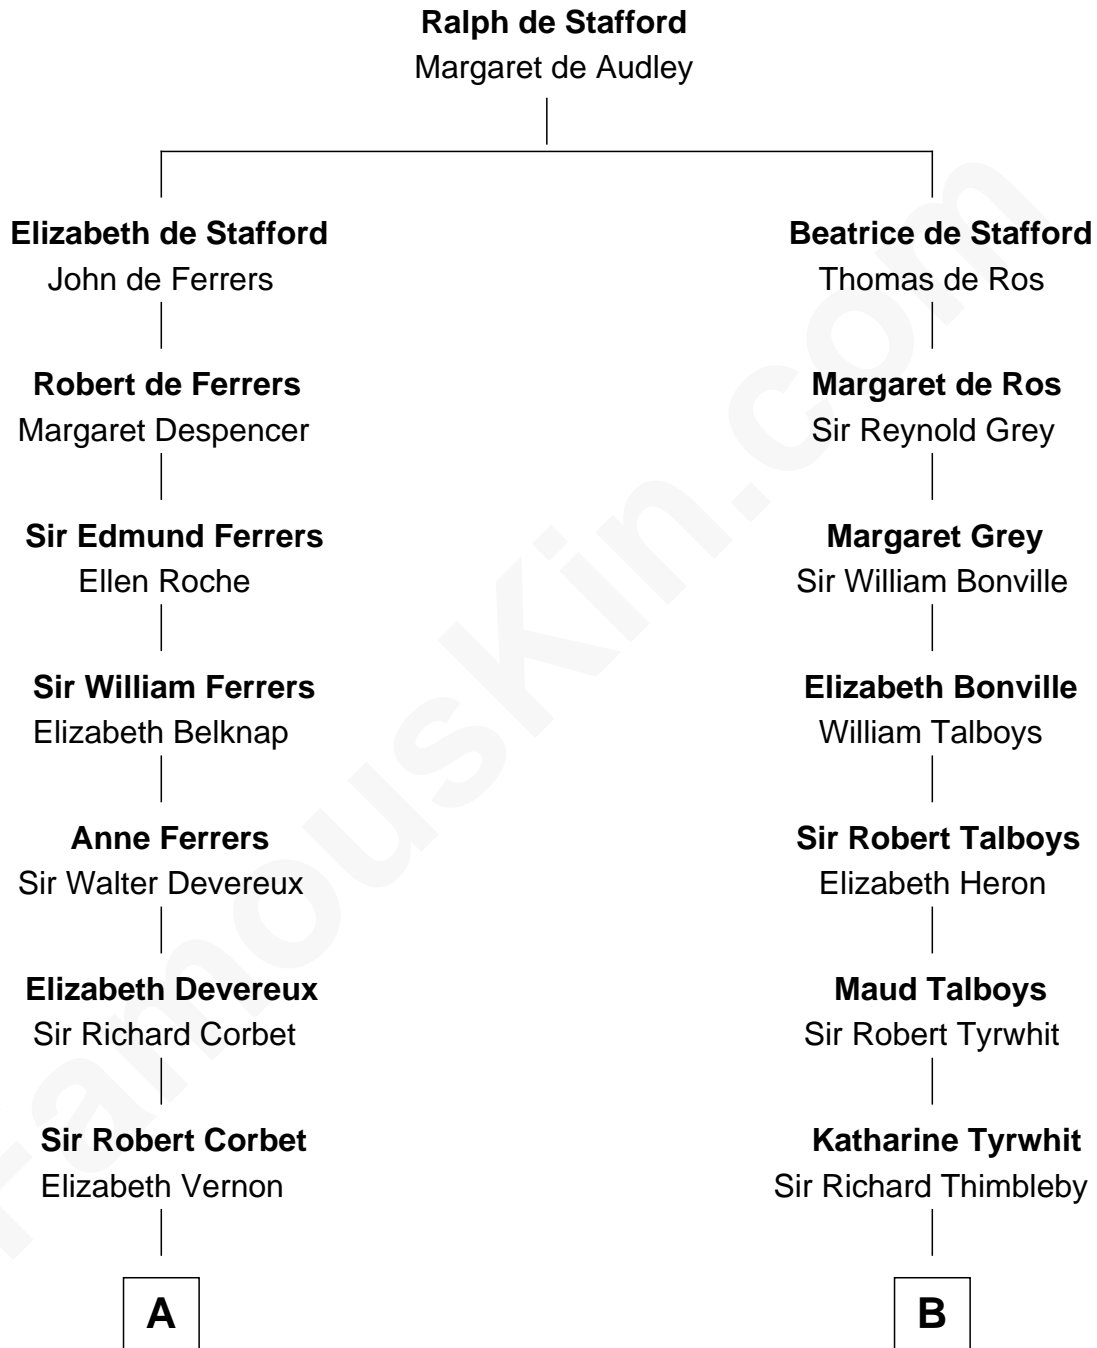 Ralph de Stafford
Margaret de Audley
Elizabeth de Stafford
John de Ferrers
Beatrice de Stafford
Thomas de Ros
Robert de Ferrers
Margaret Despencer
Margaret de Ros
Sir Reynold Grey
Sir Edmund Ferrers
Ellen Roche
Margaret Grey
Sir William Bonville
Sir William Ferrers
Elizabeth Belknap
Elizabeth Bonville
William Talboys
Anne Ferrers
Sir Walter Devereux
Sir Robert Talboys
Elizabeth Heron
Elizabeth Devereux
Sir Richard Corbet
Maud Talboys
Sir Robert Tyrwhit
Sir Robert Corbet
Elizabeth Vernon
Katharine Tyrwhit
Sir Richard Thimbleby
A
B
FamousKin.com